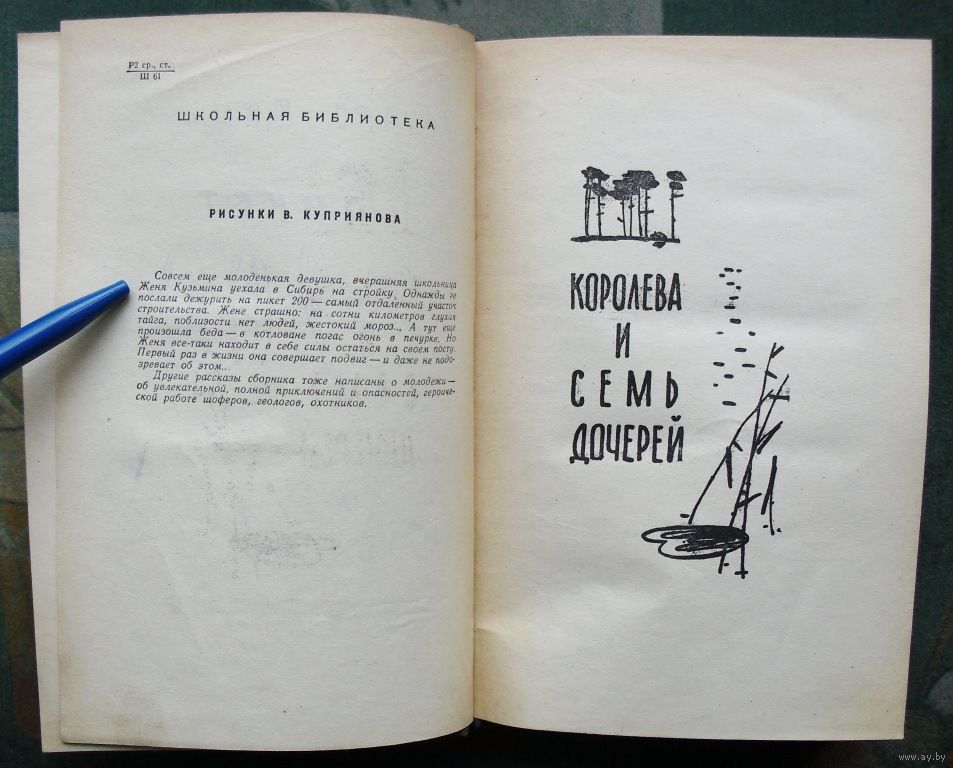 Р2 ср., ст.
Ш 61
ШКОЛЬНАЯ БИБЛИОТЕКА
РИСУНКИ В. КУПРИЯНОВА
Совсем еще молоденькая девушка, вчерашняя школьница
Женя Кузьмина уехала в Сибирь на стройку. Однажды ее
послали дежурить на пикет 200 — самый отдаленный участок
строительства. Жене страшно: на сотни километров глухая
тайга, поблизости нет людей, жестокий мороз... А тут еще
произошла беда — в котловане погас огонь в печурке. Но
Женя все-таки находит в себе силы остаться на своем посту.
Первый раз в жизни она совершает подвиг — и даже не подо-
зревает об этом..
Другие рассказы сборника тоже написаны о молодежи —
об увлекательной, полной приключений и опасностей, героиче-
ской работе шоферов, геологов, охотников.
КОРОЛЕВА
И
СЕМЬ
ДОЧЕРЕЙ
www.ay.by